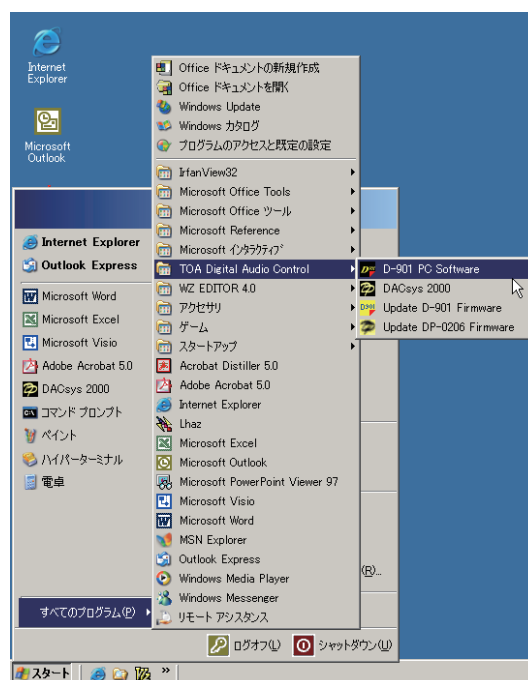 Internet
Explorer
Microsoft
Outlook
Internet Explorer
Outlook Express
Microsoft Word
Microsoft Excel
Microsoft Visio
Adobe Acrobat 5.0
DACsys 2000
コマンド プロンプト
ペイント
ハイパーターミナル
電卓
すべてのプログラム(P)
Office ドキュメントの新規作成
Office ドキュメントを開く
Windows Update
Windows カタログ
プログラムのアクセスと既定の設定
IrfanView32
Microsoft Office Tools
Microsoft Office ツール
Microsoft Reference
Microsoft インタラクティブ
TOA Digital Audio Control
WZ EDITOR 4.0
アクセサリ
ゲーム
スタートアップ
Acrobat Distiller 5.0
Adobe Acrobat 5.0
Internet Explorer
Lhaz
Microsoft Excel
Microsoft Outlook
Microsoft PowerPoint Viewer 97
Microsoft Visio
Microsoft Word
MSN Explorer
Outlook Express
Windows Media Player
Windows Messenger
リモート アシスタンス
D-901 PC Software
DACsys 2000
Update D-901 Firmware
Update DP-0206 Firmware
(R)...
ログオフ(L)
シャットダウン(U)
スタート
»